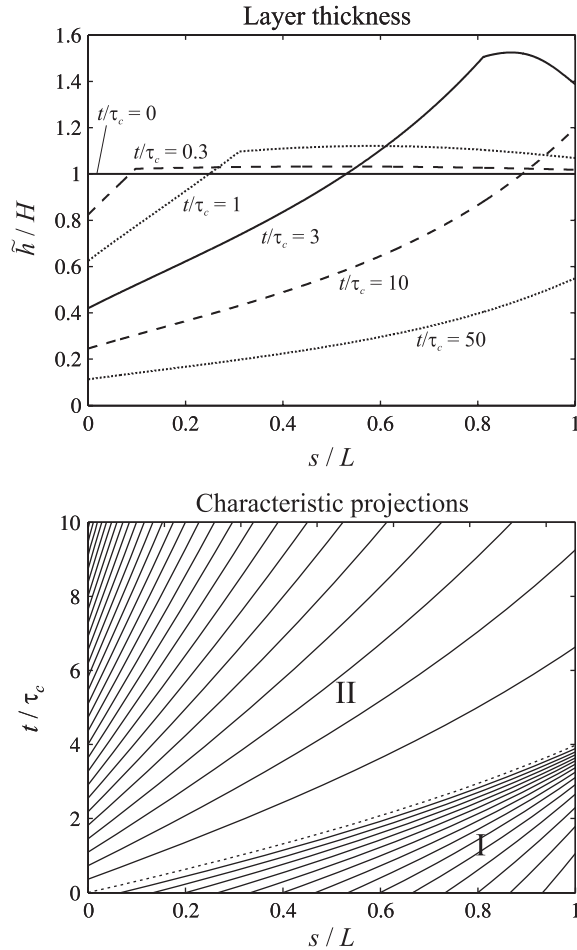 Layer thickness
1.6
1.4
1.2
1
0.8
0.6
0.4
0.2
0
h̃ / H
t/τc = 0
t/τc = 0.3
t/τc = 1
t/τc = 3
t/τc = 10
t/τc = 50
0 0.2 0.4 0.6 0.8 1
s / L
Characteristic projections
10
8
6
4
2
0
t / τc
II
I
0 0.2 0.4 0.6 0.8 1
s / L